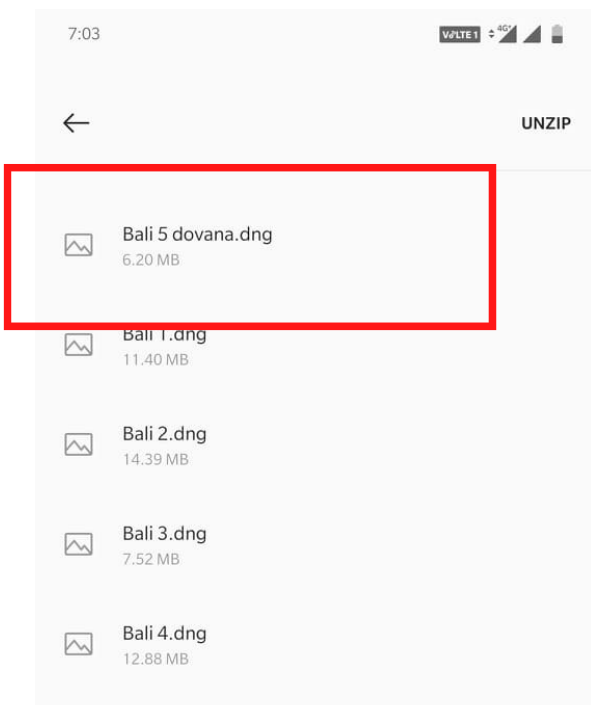 7:03
VoLTE 1 4G+
UNZIP
Bali 5 dovana.dng
6.20 MB
Bali 1.dng
11.40 MB
Bali 2.dng
14.39 MB
Bali 3.dng
7.52 MB
Bali 4.dng
12.88 MB